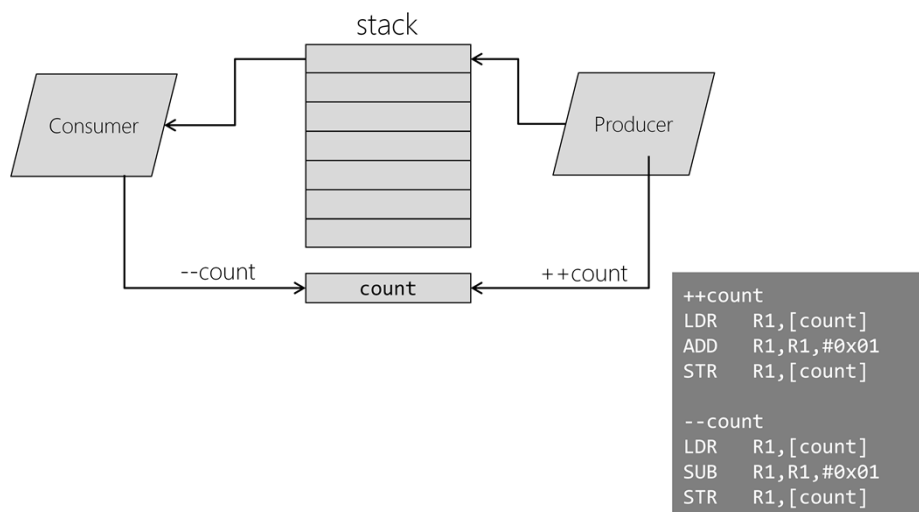 stack
Consumer
Producer
--count
count
++count
++count
LDR R1,[count]
ADD R1,R1,#0x01
STR R1,[count]
--count
LDR R1,[count]
SUB R1,R1,#0x01
STR R1,[count]